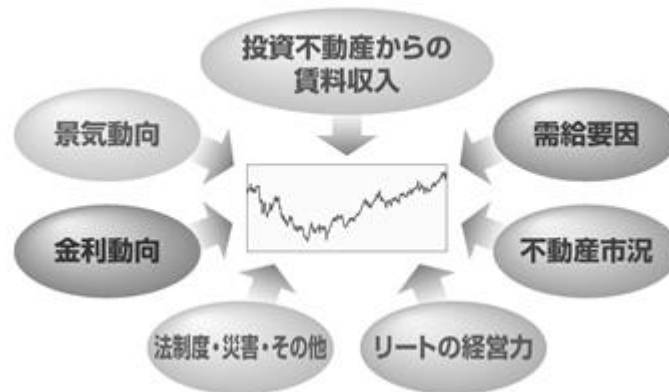 投資不動産からの
賃料収入
景気動向
需給要因
金利動向
不動産市況
法制度・災害・その他
リートの経営力